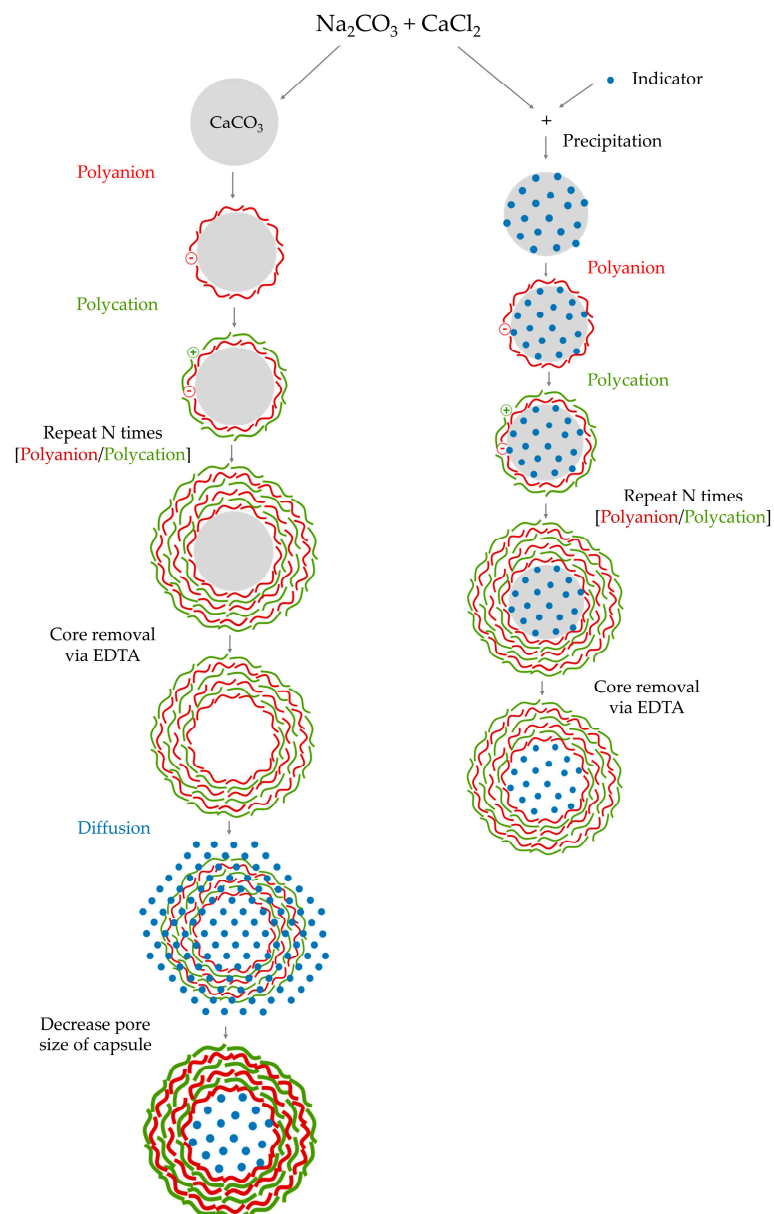 Na₂CO₃ + CaCl₂
Indicator
CaCO₃
+
Precipitation
Polyanion
-
Polycation
+
-
Repeat N times
[Polyanion/Polycation]
Core removal
via EDTA
Diffusion
Decrease pore
size of capsule
Polyanion
-
Polycation
+
-
Repeat N times
[Polyanion/Polycation]
Core removal
via EDTA